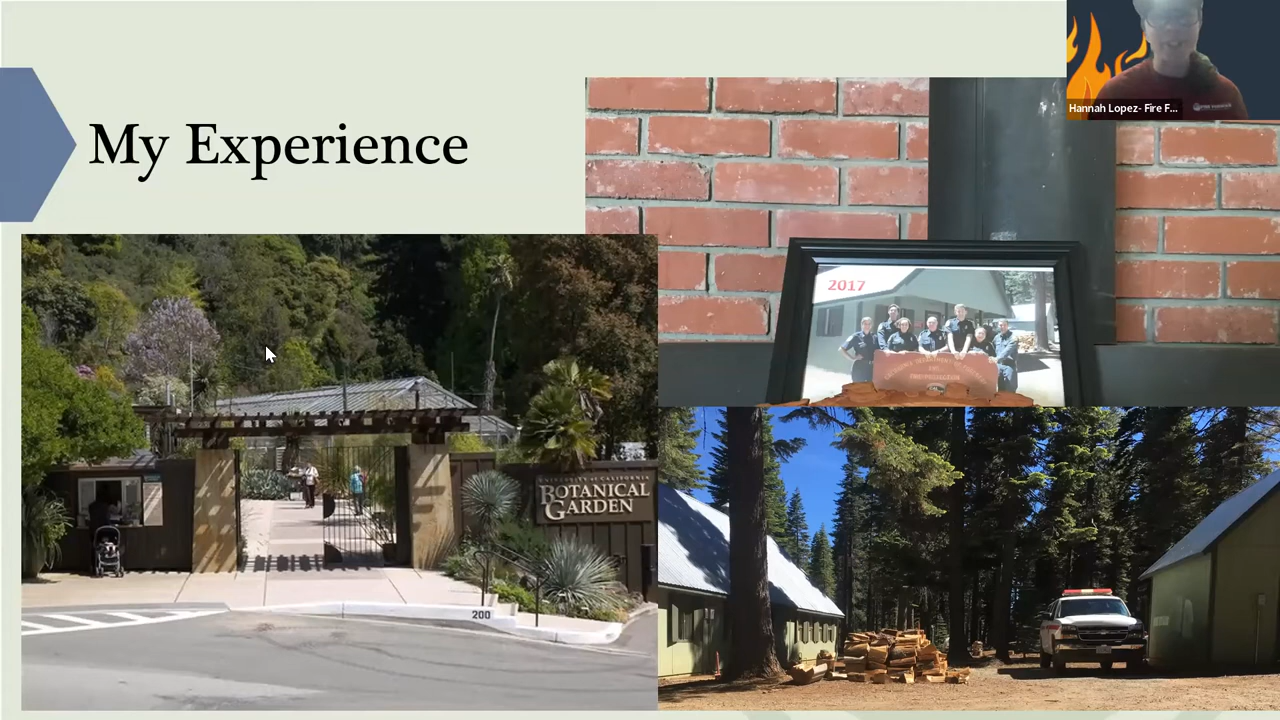 My Experience
Hannah Lopez- Fire F...
2017
UNIVERSITY of CALIFORNIA
BOTANICAL
GARDEN
200